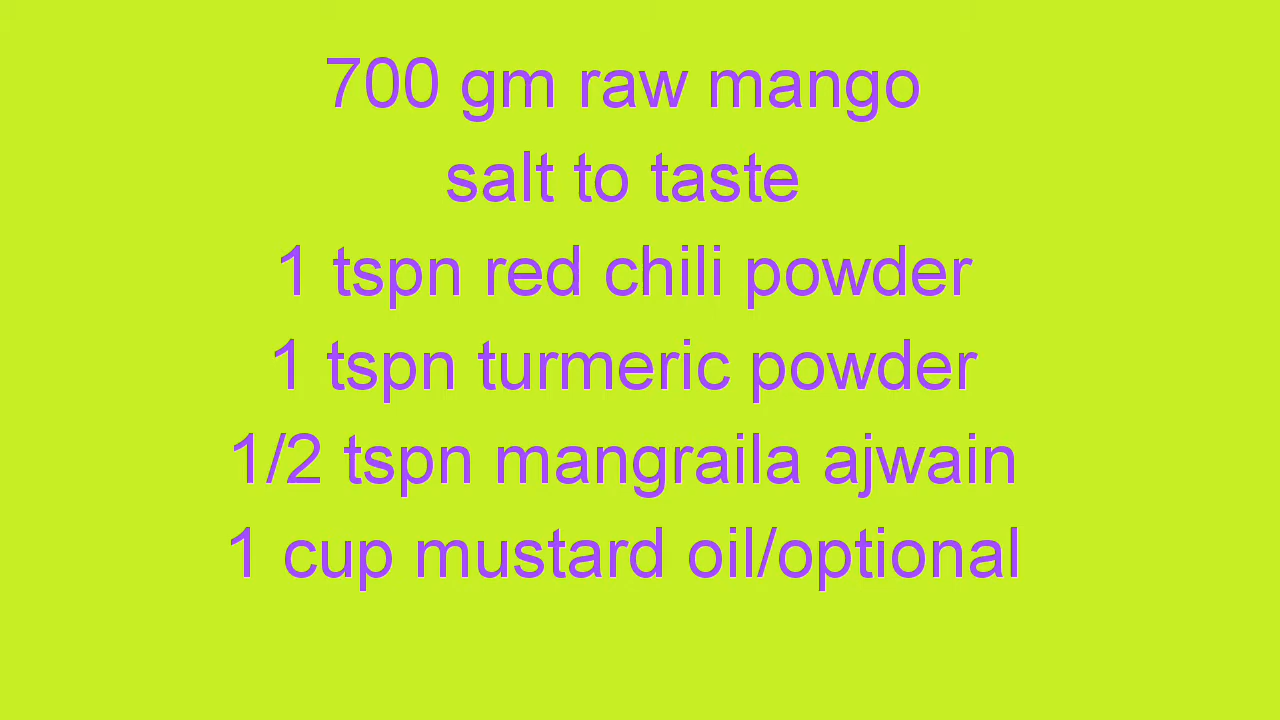 700 gm raw mango
salt to taste
1 tspn red chili powder
1 tspn turmeric powder
1/2 tspn mangraila ajwain
1 cup mustard oil/optional